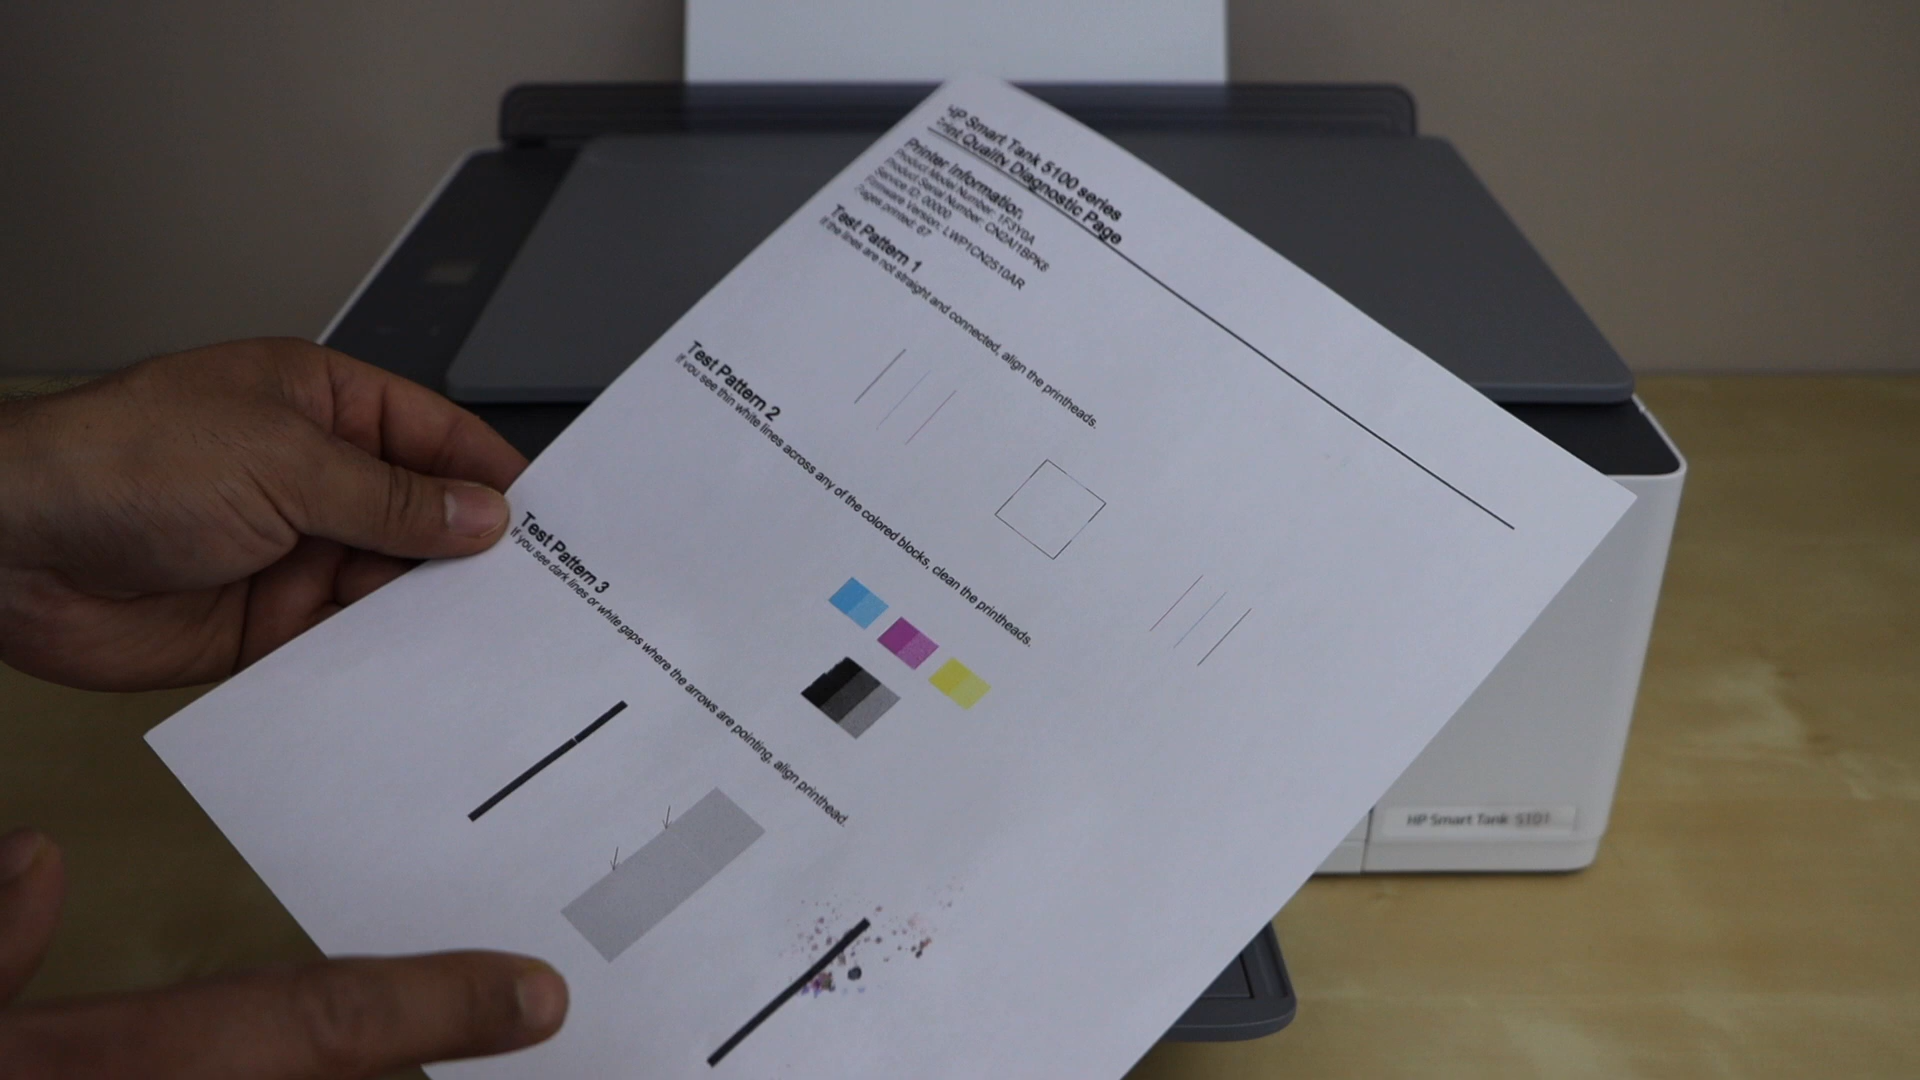 HP Smart Tank 5100 series
Print Quality Diagnostic Page
Printer Information
Product Model Number: 1F3Y0A
Product Serial Number: CN2AI1BPK6
Service ID: 00000
Firmware Version: LWP1CN2510AR
Pages printed: 67
Test Pattern 1
If the lines are not straight and connected, align the printheads.
Test Pattern 2
If you see thin white lines across any of the colored blocks, clean the printheads.
Test Pattern 3
If you see dark lines or white gaps where the arrows are pointing, align printhead.
HP Smart Tank 5101